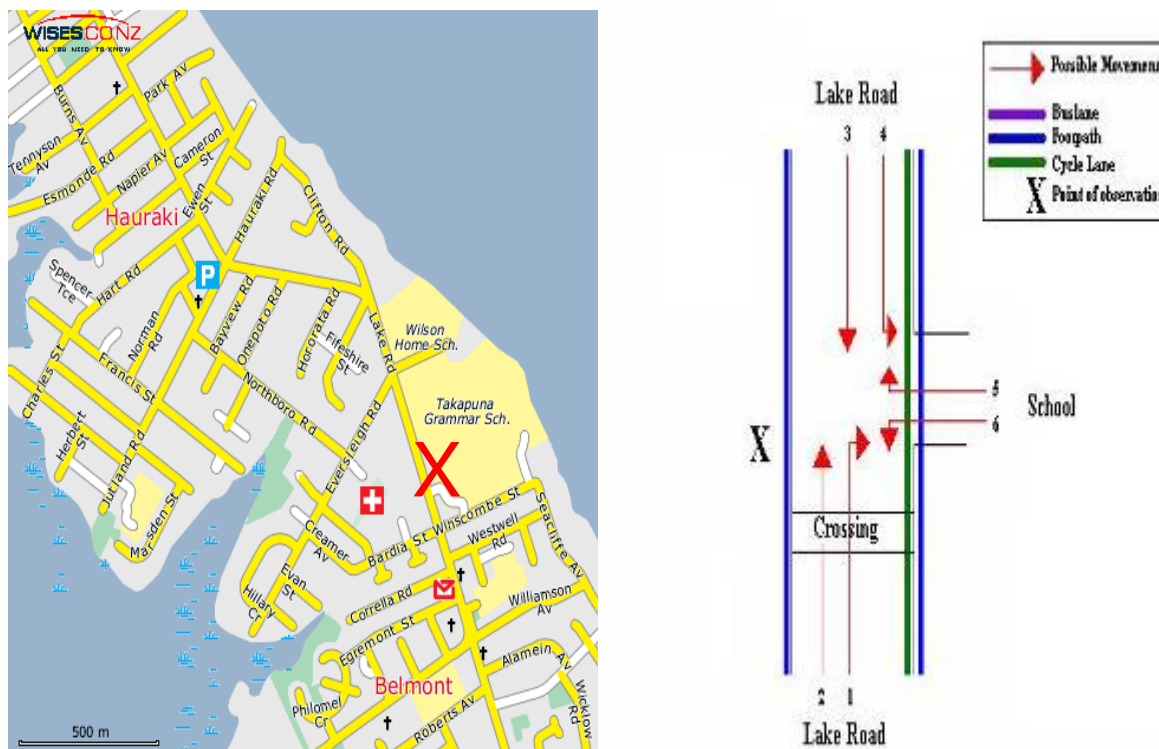 WISES.CO.NZ
ALL YOU NEED TO KNOW
Burns Av
Park Av
Tennyson Av
Esmonde Rd
Napier Av
Cameron St
Ewen St
Hauraki
Hauraki Rd
Clifton Rd
Spencer Tce
Hart Rd
P
Norman Rd
Bayview Rd
Onepoto Rd
Hororata Rd
Fifeshire St
Lake Rd
Wilson
Home Sch.
Charles St
Francis St
Northboro Rd
Takapuna
Grammar Sch.
Herbert St
Jutland Rd
Eversleigh Rd
X
Marsden St
Creamer Av
Bardia St
Winscombe St
Westwell Rd
Seacliffe Av
Evan St
Hillary Cr
Corrella Rd
Williamson Av
Egremont St
Alamein Av
Belmont
Philomel Cr
Roberts Av
Wicklow Rd
500 m
Possible Movement
Buslane
Footpath
Cycle Lane
X Point of observation
Lake Road
3 4
5
School
6
X
Crossing
2 1
Lake Road